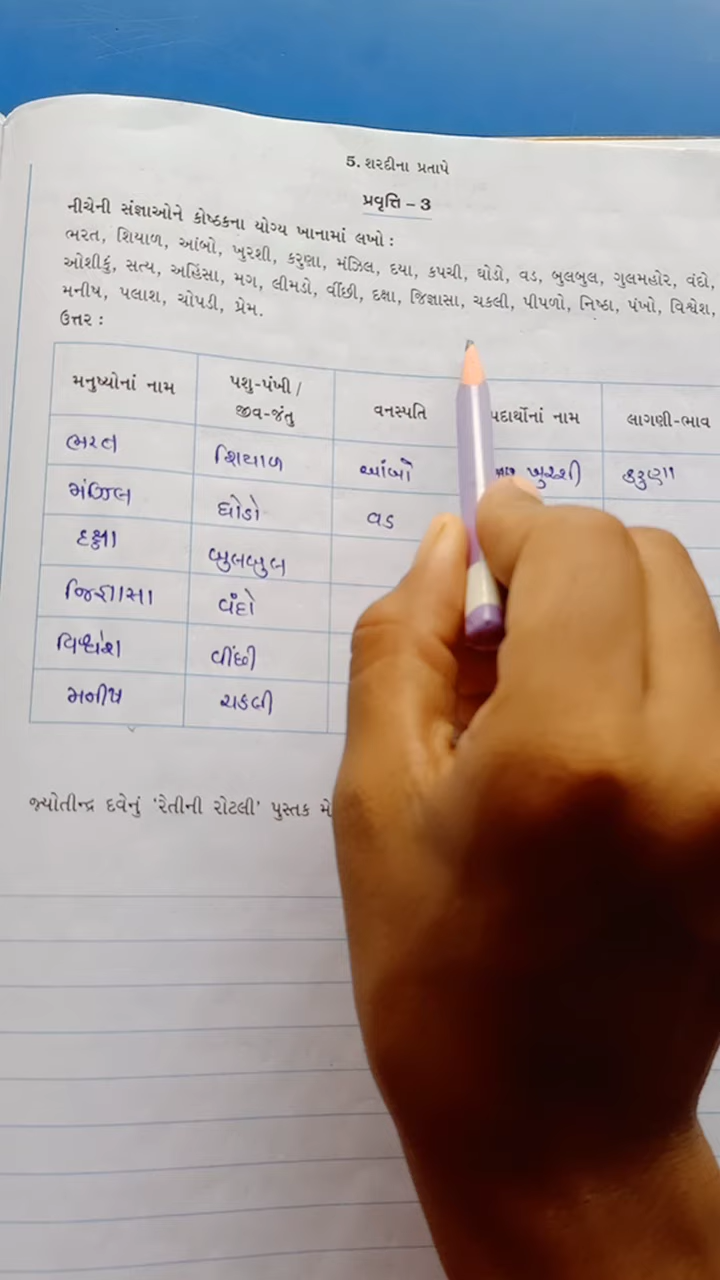 5. શરદીના પ્રતાપે
પ્રવૃત્તિ – 3
નીચેની સંજ્ઞાઓને કોષ્ઠકના યોગ્ય ખાનામાં લખો :
ભરત, શિયાળ, આંબો, ખુરશી, કરુણા, મંઝિલ, દયા, કપચી, ઘોડો, વડ, બુલબુલ, ગુલમહોર, વંદો,
ઓશીકું, સત્ય, અહિંસા, મગ, લીમડો, વીંછી, દક્ષા, જિજ્ઞાસા, ચકલી, પીપળો, નિષ્ઠા, પંખો, વિશ્વેશ,
મનીષ, પલાશ, ચોપડી, પ્રેમ.
ઉત્તર :
મનુષ્યોનાં નામ પશુ-પંખી / જીવ-જંતુ વનસ્પતિ પદાર્થોનાં નામ લાગણી-ભાવ
ભરત શિયાળ આંબો ખુરશી કરુણા
મંઝિલ ઘોડો વડ
દક્ષા બુલબુલ
જિજ્ઞાસા વંદો
વિશ્વેશ વીંછી
મનીષ ચકલી
જ્યોતીન્દ્ર દવેનું 'રેતીની રોટલી' પુસ્તક મે